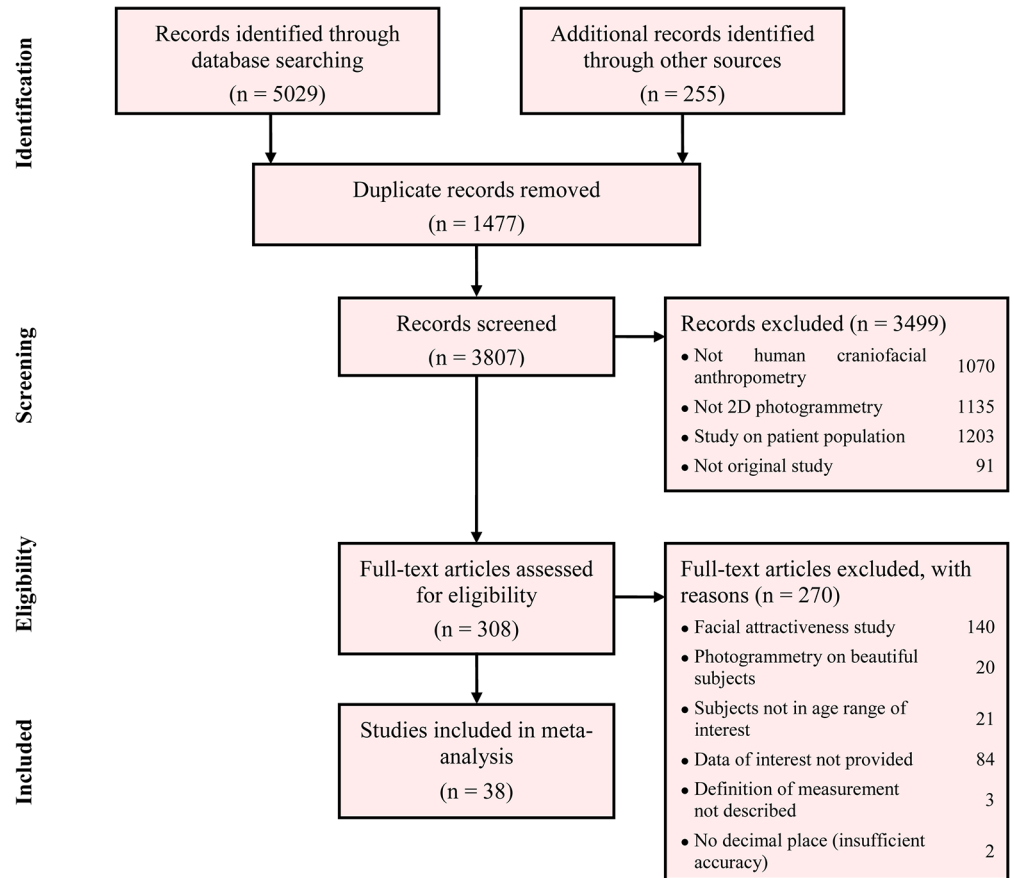 Identification
Records identified through
database searching
(n = 5029)
Additional records identified
through other sources
(n = 255)
Duplicate records removed
(n = 1477)
Screening
Records screened
(n = 3807)
Records excluded (n = 3499)
• Not human craniofacial
anthropometry 1070
• Not 2D photogrammetry 1135
• Study on patient population 1203
• Not original study 91
Eligibility
Full-text articles assessed
for eligibility
(n = 308)
Full-text articles excluded, with
reasons (n = 270)
• Facial attractiveness study 140
• Photogrammetry on beautiful
subjects 20
• Subjects not in age range of
interest 21
• Data of interest not provided 84
• Definition of measurement
not described 3
• No decimal place (insufficient
accuracy) 2
Included
Studies included in meta-
analysis
(n = 38)